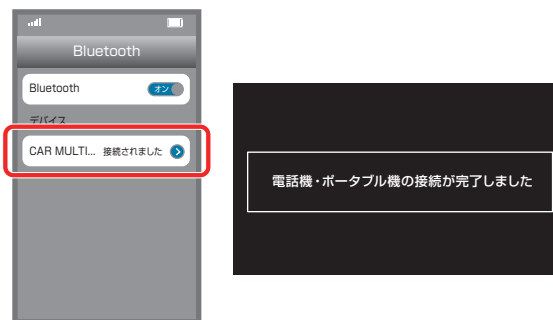 Bluetooth
Bluetooth オン
デバイス
CAR MULTI... 接続されました
電話機・ポータブル機の接続が完了しました